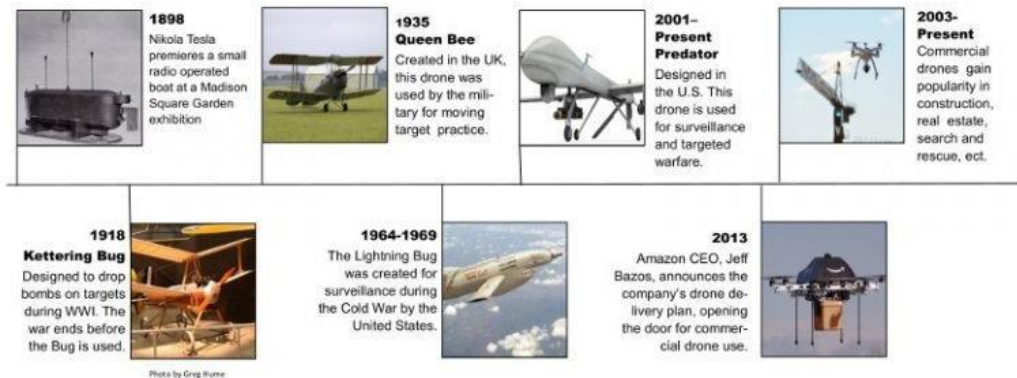 1898
Nikola Tesla
premieres a small
radio operated
boat at a Madison
Square Garden
exhibition
1935
Queen Bee
Created in the UK,
this drone was
used by the mili-
tary for moving
target practice.
2001–
Present
Predator
Designed in
the U.S. This
drone is used
for surveillance
and targeted
warfare.
2003-
Present
Commercial
drones gain
popularity in
construction,
real estate,
search and
rescue, ect.
1918
Kettering Bug
Designed to drop
bombs on targets
during WWI. The
war ends before
the Bug is used.
Photo by Greg Hume
1964-1969
The Lightning Bug
was created for
surveillance during
the Cold War by the
United States.
2013
Amazon CEO, Jeff
Bazos, announces the
company's drone de-
livery plan, opening
the door for commer-
cial drone use.